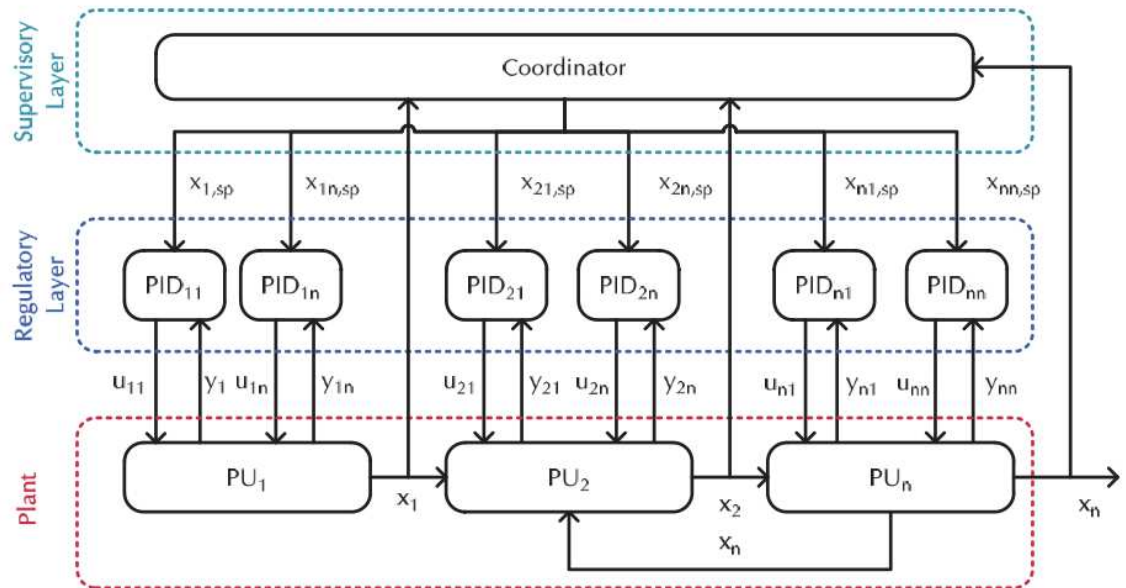 Supervisory
Layer
Coordinator
x1,sp
x1n,sp
x21,sp
x2n,sp
xn1,sp
xnn,sp
Regulatory
Layer
PID11
PID1n
PID21
PID2n
PIDn1
PIDnn
u11
y1
u1n
y1n
u21
y21
u2n
y2n
un1
yn1
unn
ynn
Plant
PU1
x1
PU2
x2
PUn
xn
xn